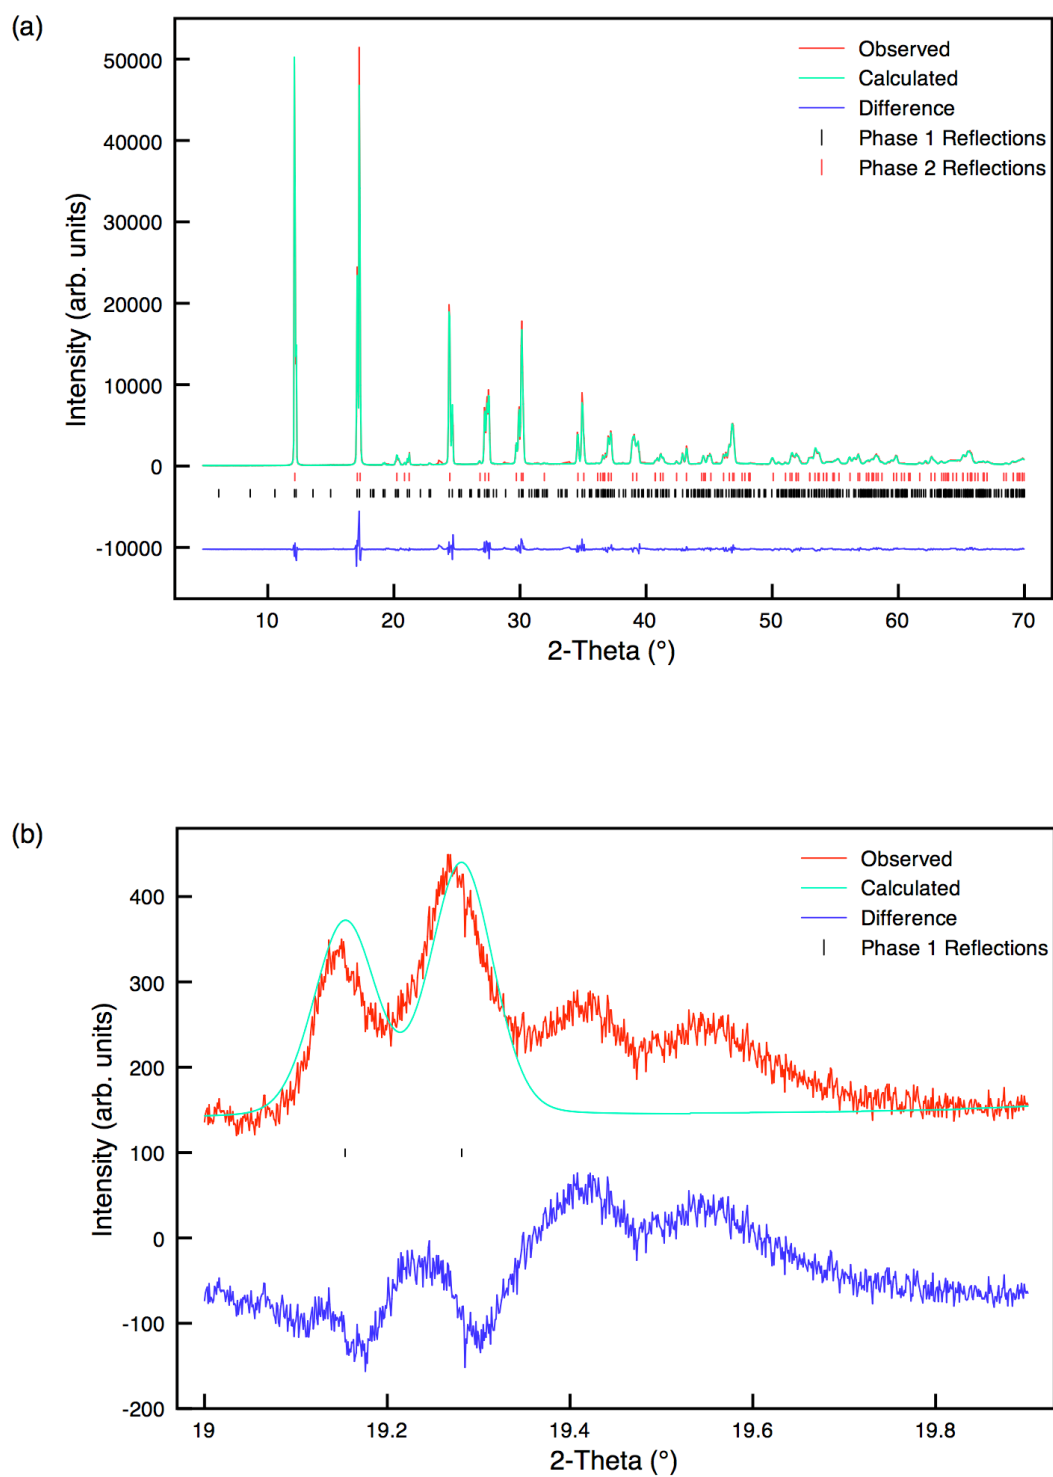 (a)
Intensity (arb. units)
50000
40000
30000
20000
10000
0
-10000
Observed
Calculated
Difference
Phase 1 Reflections
Phase 2 Reflections
10 20 30 40 50 60 70
2-Theta (°)
(b)
Intensity (arb. units)
400
300
200
100
0
-100
-200
Observed
Calculated
Difference
Phase 1 Reflections
19 19.2 19.4 19.6 19.8
2-Theta (°)